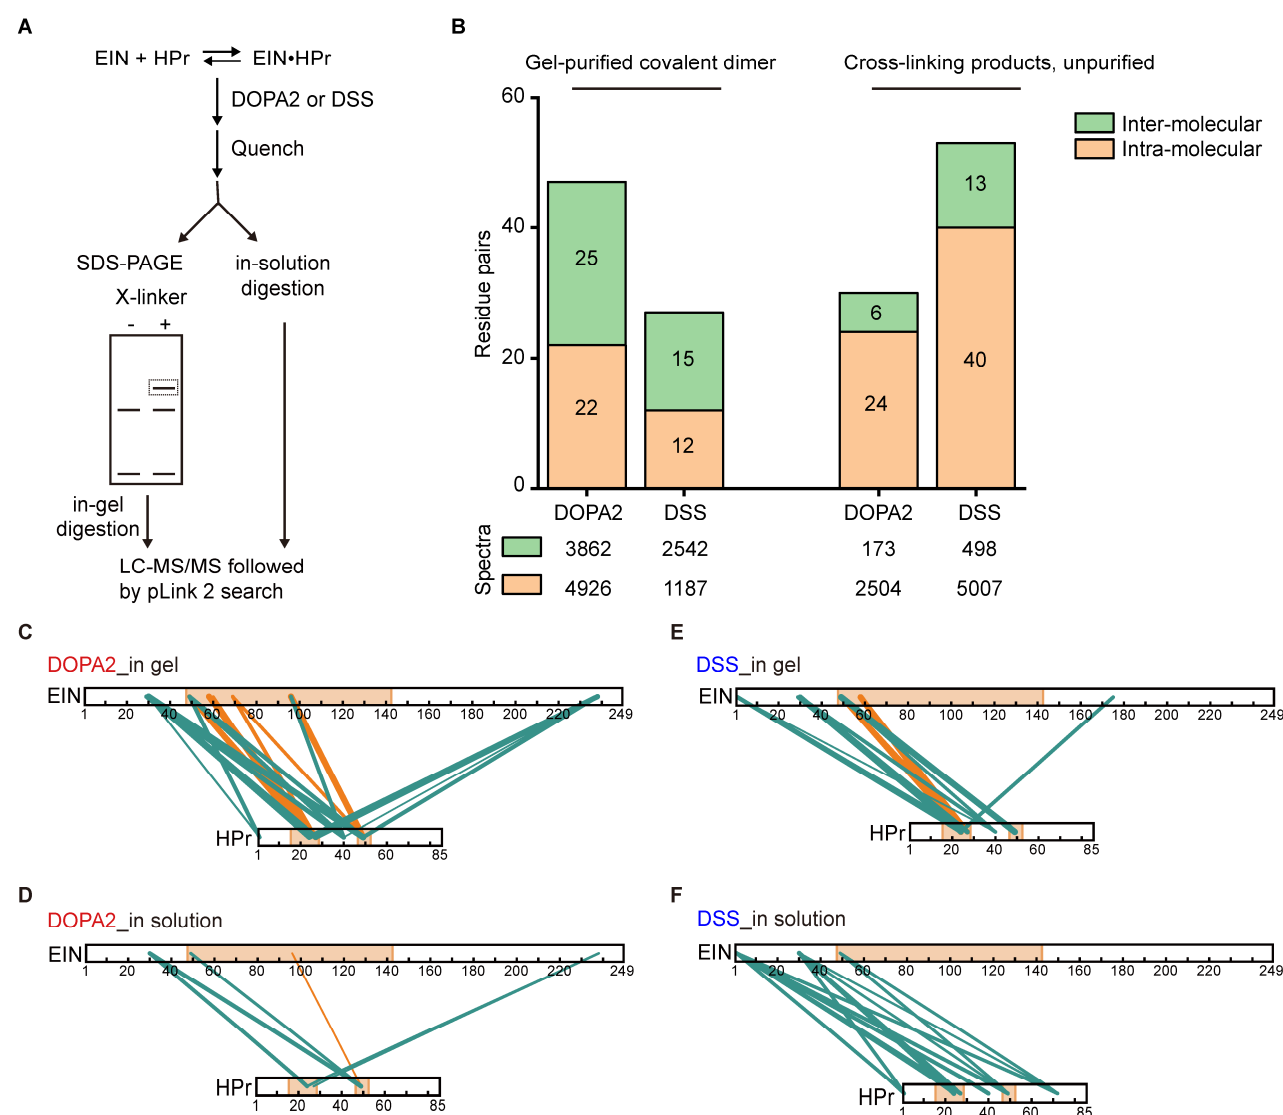 A
EIN + HPr EIN•HPr
DOPA2 or DSS
Quench
SDS-PAGE
in-solution
digestion
X-linker
- +
in-gel
digestion
LC-MS/MS followed
by pLink 2 search
B
Gel-purified covalent dimer Cross-linking products, unpurified
Inter-molecular
Intra-molecular
Residue pairs
60
40
20
0
25
22
15
12
6
24
13
40
DOPA2 DSS DOPA2 DSS
Spectra
3862 2542 173 498
4926 1187 2504 5007
C
DOPA2_in gel
EIN
1 20 40 60 80 100 120 140 160 180 200 220 249
HPr
1 20 40 60 85
E
DSS_in gel
EIN
1 20 40 60 80 100 120 140 160 180 200 220 249
HPr
1 20 40 60 85
D
DOPA2_in solution
EIN
1 20 40 60 80 100 120 140 160 180 200 220 249
HPr
1 20 40 60 85
F
DSS_in solution
EIN
1 20 40 60 80 100 120 140 160 180 200 220 249
HPr
1 20 40 60 85